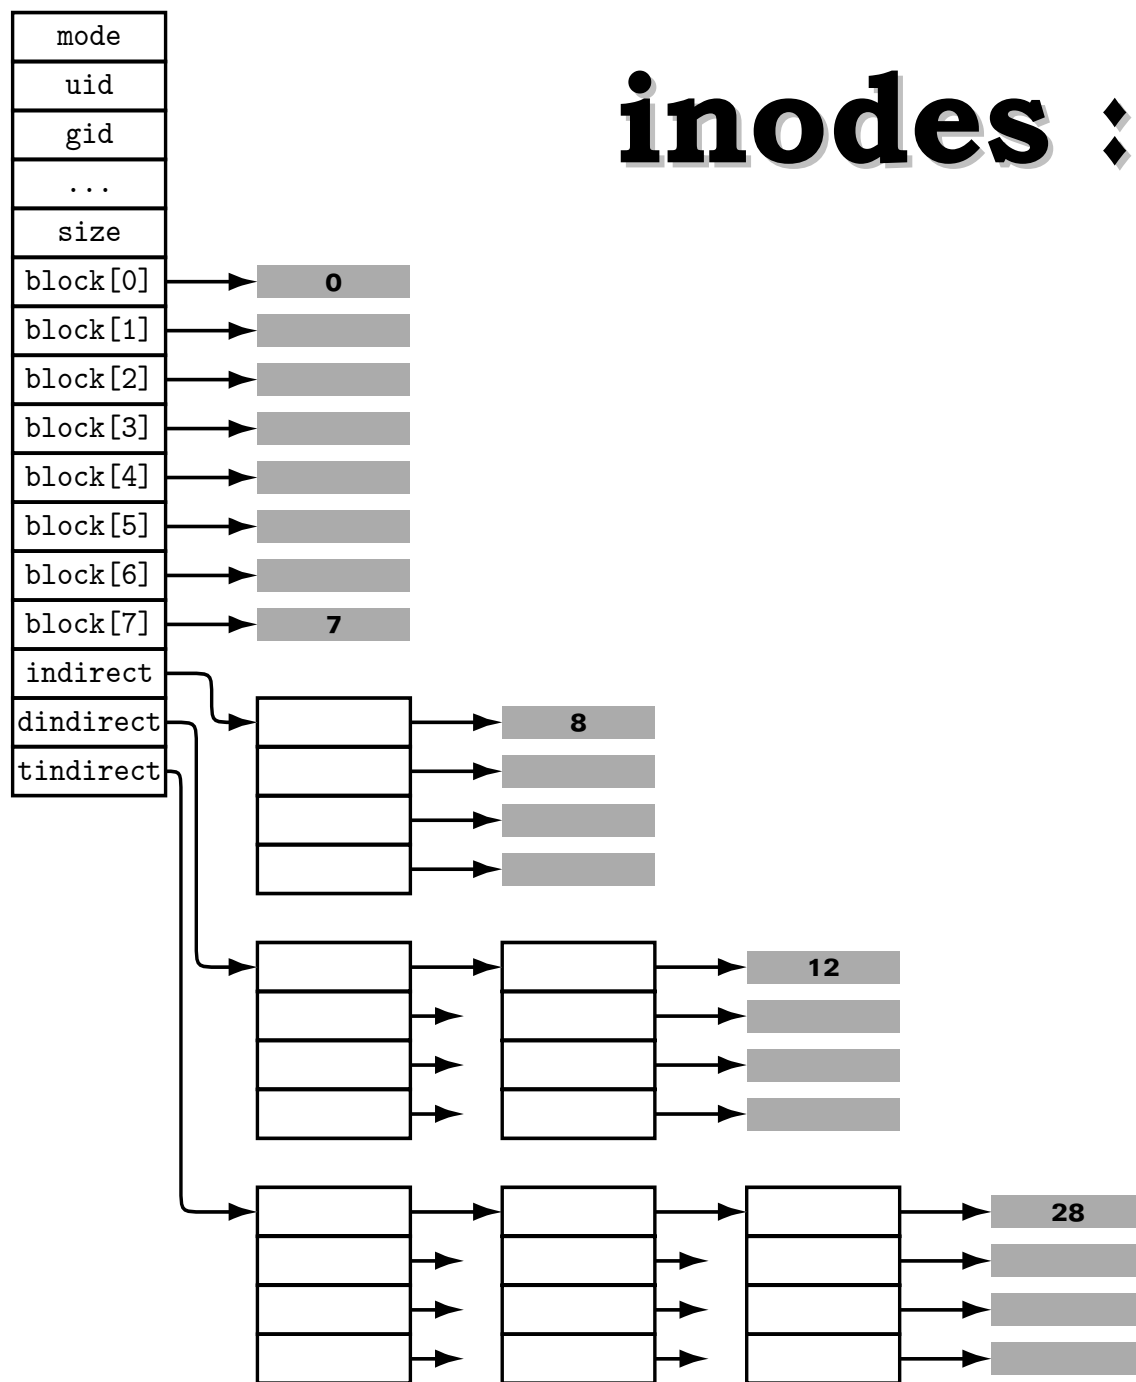 mode
uid
gid
...
size
inodes :
block[0]
0
block[1]
block[2]
block[3]
block[4]
block[5]
block[6]
block[7]
7
indirect
dindirect
8
tindirect
12
28